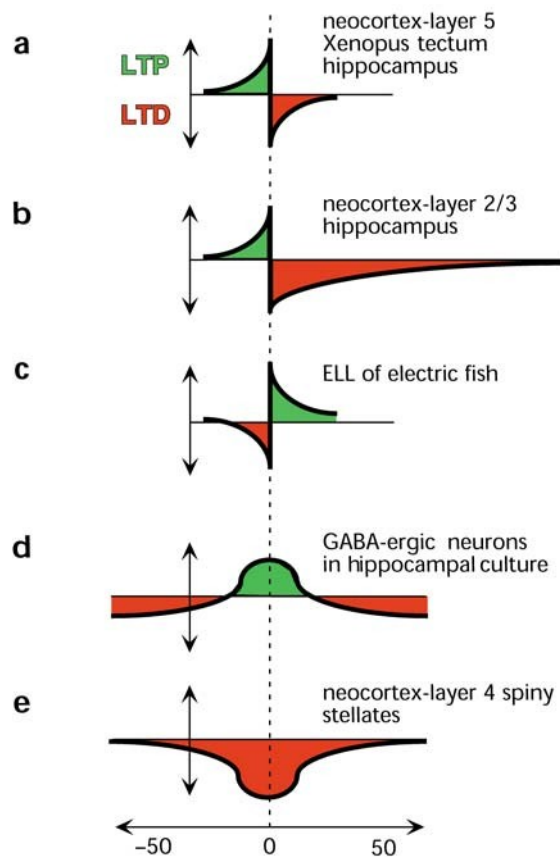 a
neocortex-layer 5
Xenopus tectum
hippocampus
LTP
LTD
b
neocortex-layer 2/3
hippocampus
c
ELL of electric fish
d
GABA-ergic neurons
in hippocampal culture
e
neocortex-layer 4 spiny
stellates
−50 0 50